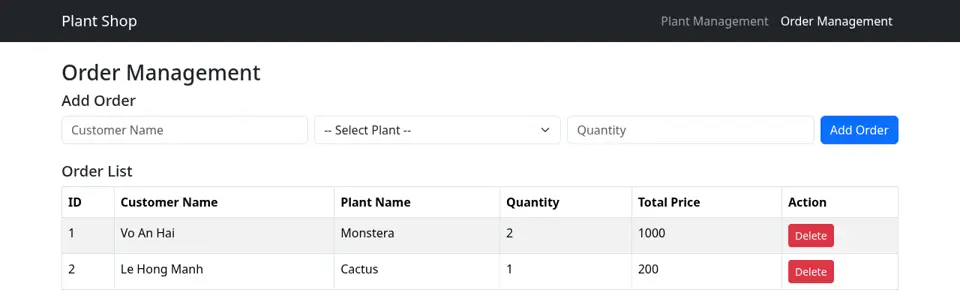 Plant Shop Plant Management Order Management
Order Management
Add Order
Customer Name -- Select Plant -- Quantity Add Order
Order List
ID Customer Name Plant Name Quantity Total Price Action
1 Vo An Hai Monstera 2 1000 Delete
2 Le Hong Manh Cactus 1 200 Delete